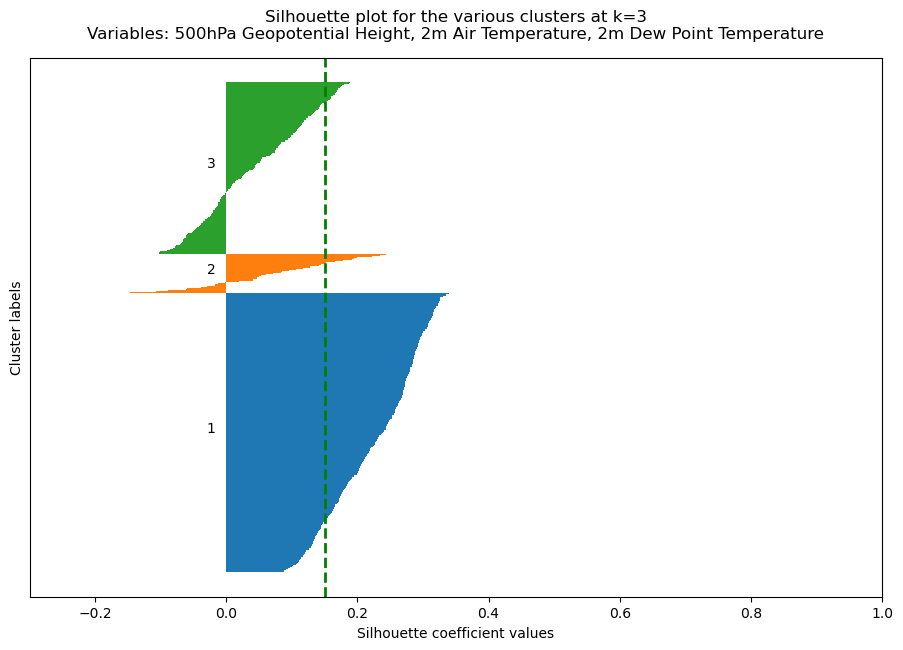 Silhouette plot for the various clusters at k=3
Variables: 500hPa Geopotential Height, 2m Air Temperature, 2m Dew Point Temperature
3
2
1
Cluster labels
−0.2 0.0 0.2 0.4 0.6 0.8 1.0
Silhouette coefficient values